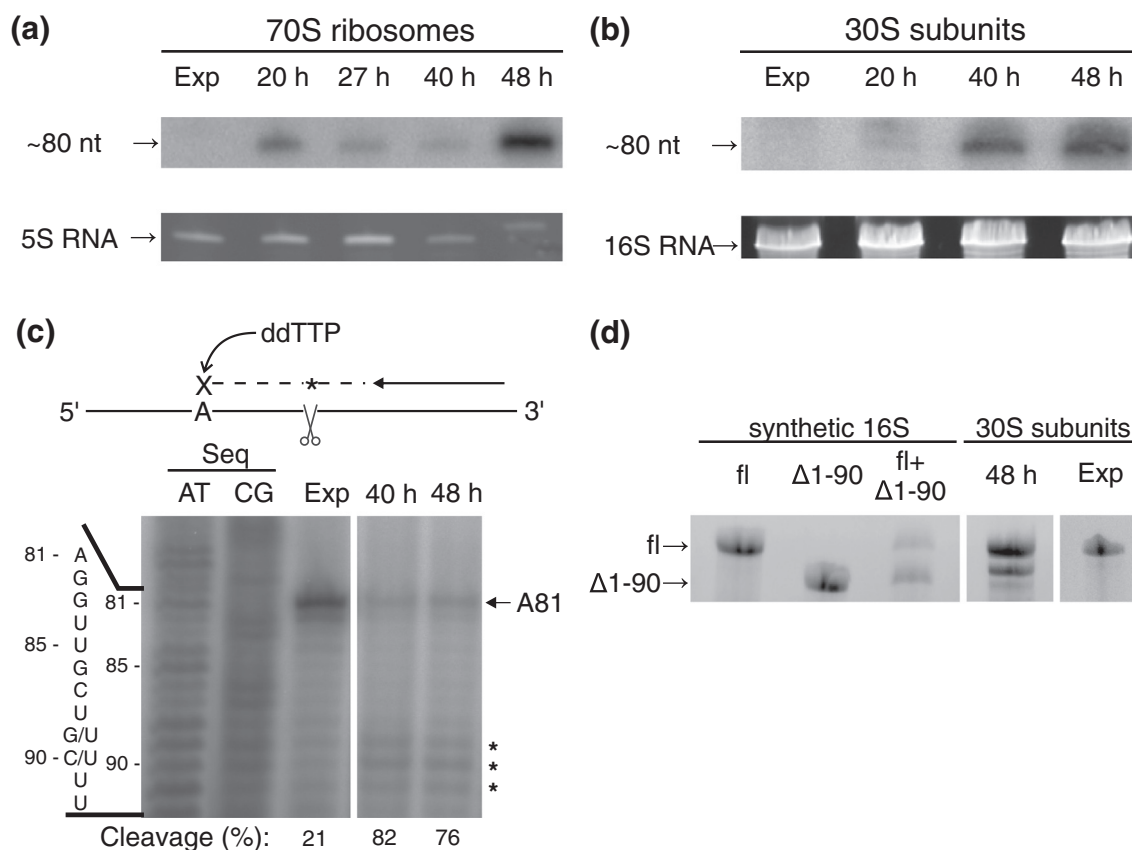 (a)
70S ribosomes
Exp 20 h 27 h 40 h 48 h
~80 nt →
5S RNA →
(b)
30S subunits
Exp 20 h 40 h 48 h
~80 nt →
16S RNA→
(c)
ddTTP
X *
5' A 3'
Seq
AT CG Exp 40 h 48 h
81 - A
G
G
81 -
U
85 - U
G
85 -
C
U
G/U
90 - C/U
90 -
U
U
← A81
*
*
*
Cleavage (%): 21 82 76
(d)
synthetic 16S 30S subunits
fl Δ1-90 fl+ Δ1-90 48 h Exp
fl→
Δ1-90→